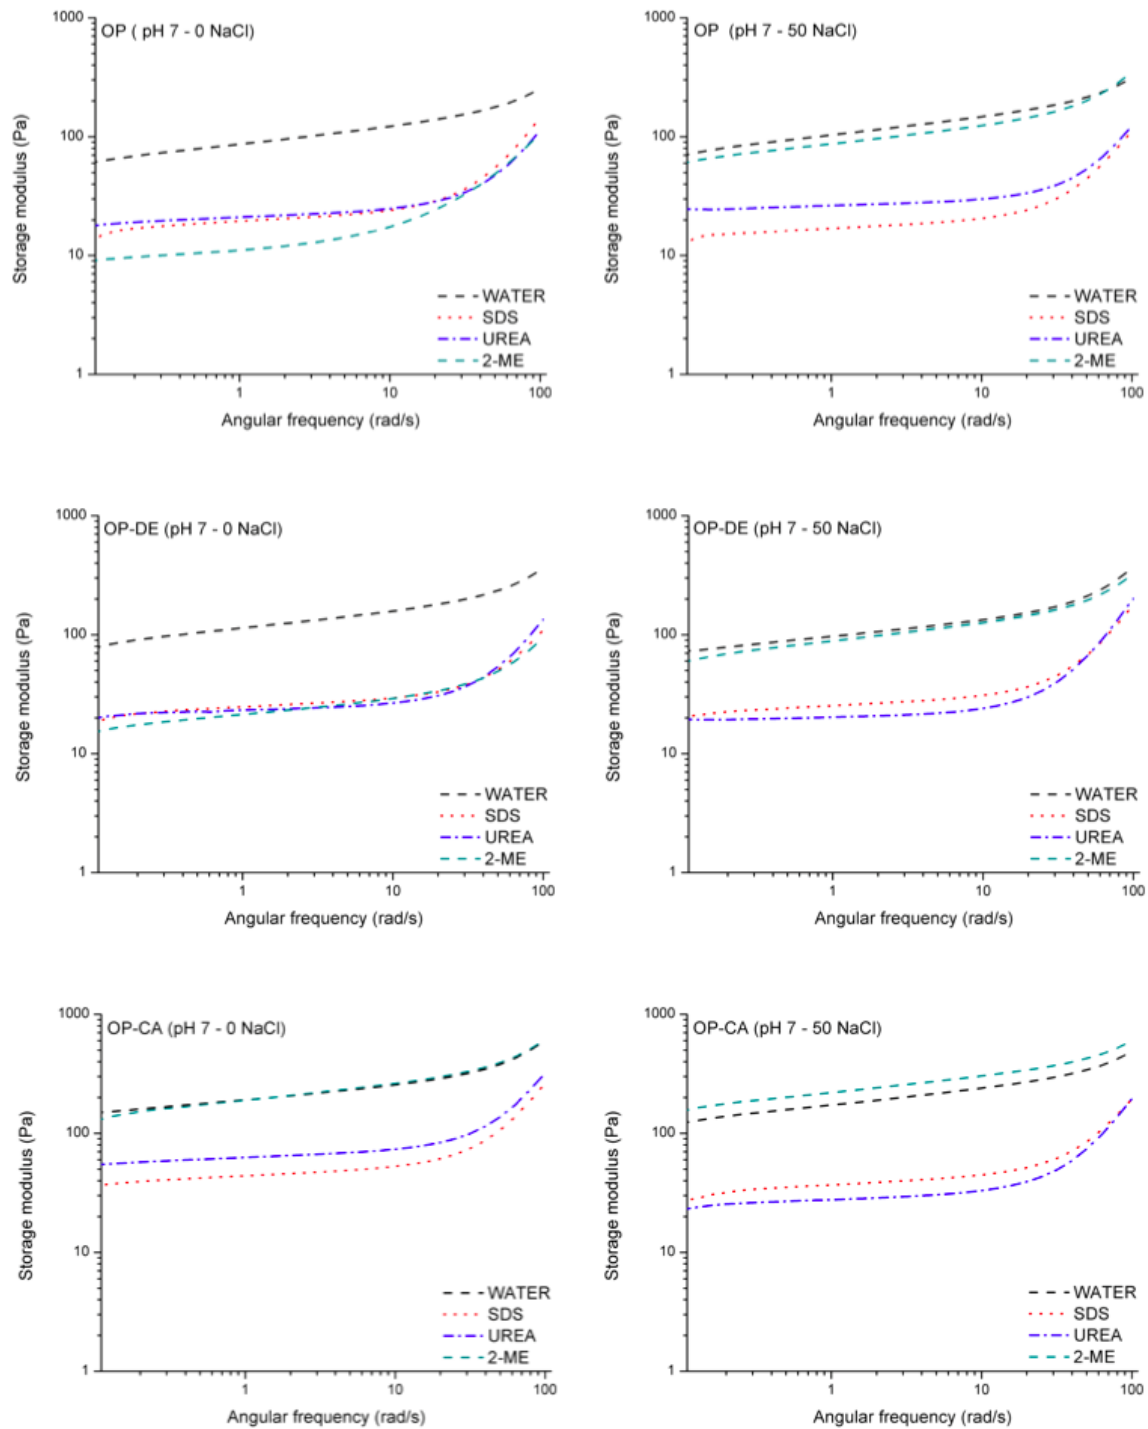 OP ( pH 7 - 0 NaCl)
1000
100
10
1
Storage modulus (Pa)
WATER
SDS
UREA
2-ME
1
10
100
Angular frequency (rad/s)
OP (pH 7 - 50 NaCl)
1000
100
10
1
Storage modulus (Pa)
WATER
SDS
UREA
2-ME
1
10
100
Angular frequency (rad/s)
OP-DE (pH 7 - 0 NaCl)
1000
100
10
1
Storage modulus (Pa)
WATER
SDS
UREA
2-ME
1
10
100
Angular frequency (rad/s)
OP-DE (pH 7 - 50 NaCl)
1000
100
10
1
Storage modulus (Pa)
WATER
SDS
UREA
2-ME
1
10
100
Angular frequency (rad/s)
OP-CA (pH 7 - 0 NaCl)
1000
100
10
1
Storage modulus (Pa)
WATER
SDS
UREA
2-ME
1
10
100
Angular frequency (rad/s)
OP-CA (pH 7 - 50 NaCl)
1000
100
10
1
Storage modulus (Pa)
WATER
SDS
UREA
2-ME
1
10
100
Angular frequency (rad/s)